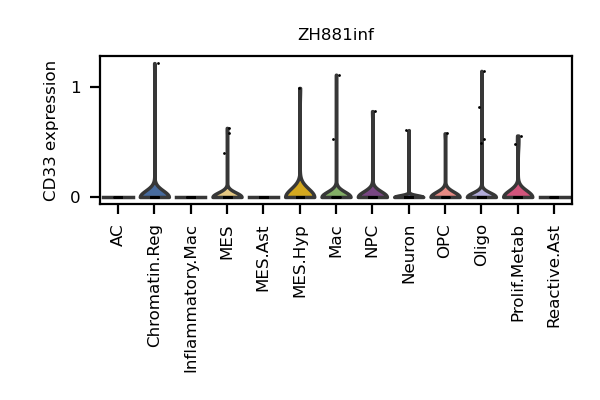 ZH881inf
CD33 expression
1
0
AC
Chromatin.Reg
Inflammatory.Mac
MES
MES.Ast
MES.Hyp
Mac
NPC
Neuron
OPC
Oligo
Prolif.Metab
Reactive.Ast